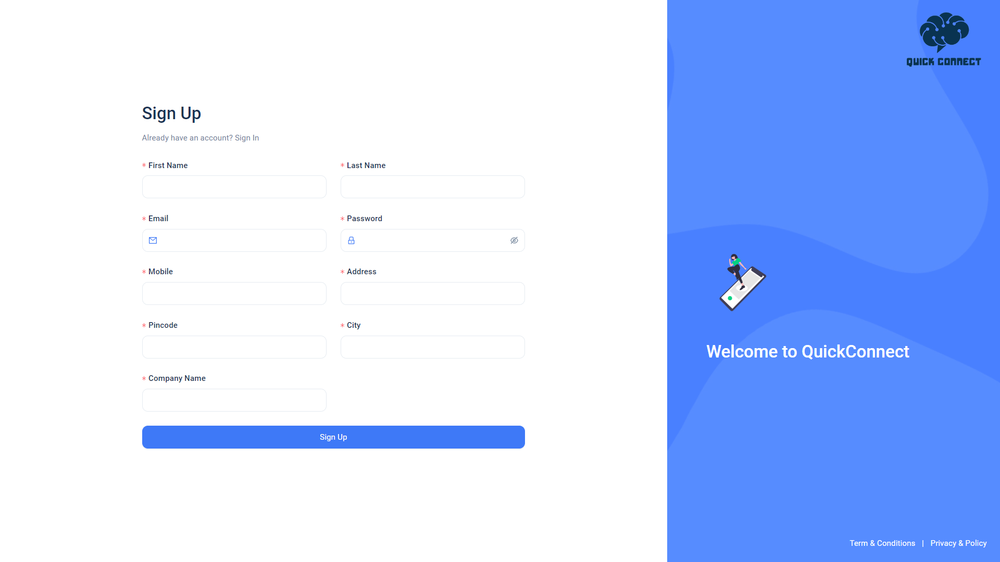 Sign Up
Already have an account? Sign In
* First Name
* Last Name
* Email
* Password
* Mobile
* Address
* Pincode
* City
* Company Name
Sign Up
QUICK CONNECT
Welcome to QuickConnect
Term & Conditions | Privacy & Policy